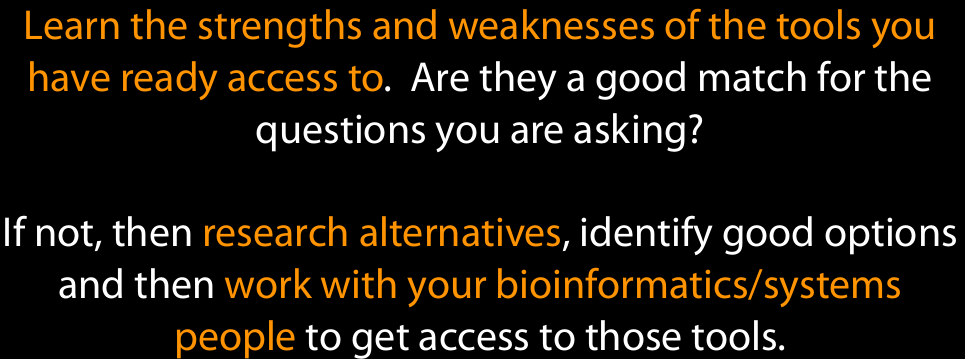 Learn the strengths and weaknesses of the tools you
have ready access to.  Are they a good match for the
questions you are asking?
If not, then research alternatives, identify good options
and then work with your bioinformatics/systems
people to get access to those tools.